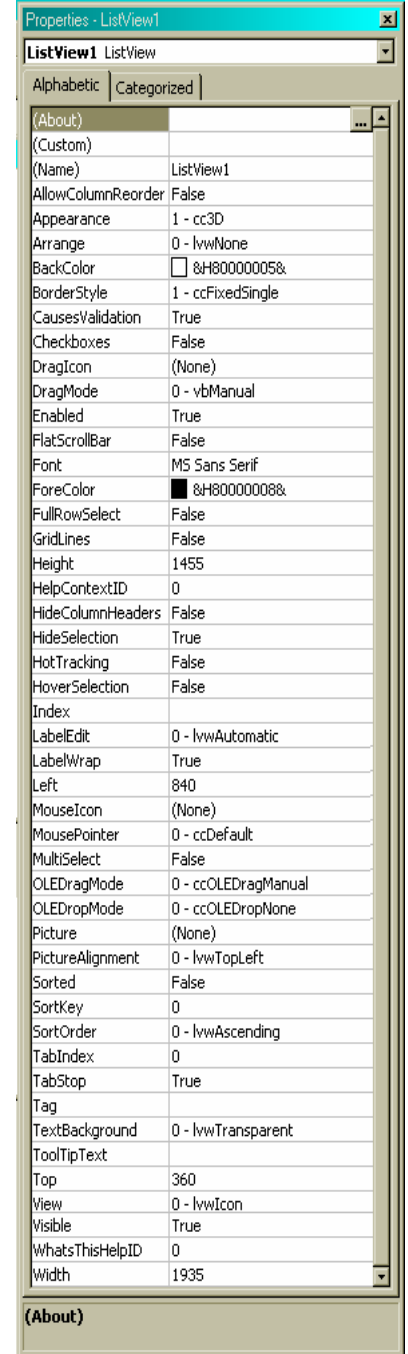 Properties - ListView1
ListView1 ListView
Alphabetic Categorized
(About) ...
(Custom)
(Name) ListView1
AllowColumnReorder False
Appearance 1 - cc3D
Arrange 0 - lvwNone
BackColor &H80000005&
BorderStyle 1 - ccFixedSingle
CausesValidation True
Checkboxes False
DragIcon (None)
DragMode 0 - vbManual
Enabled True
FlatScrollBar False
Font MS Sans Serif
ForeColor &H80000008&
FullRowSelect False
GridLines False
Height 1455
HelpContextID 0
HideColumnHeaders False
HideSelection True
HotTracking False
HoverSelection False
Index
LabelEdit 0 - lvwAutomatic
LabelWrap True
Left 840
MouseIcon (None)
MousePointer 0 - ccDefault
MultiSelect False
OLEDragMode 0 - ccOLEDragManual
OLEDropMode 0 - ccOLEDropNone
Picture (None)
PictureAlignment 0 - lvwTopLeft
Sorted False
SortKey 0
SortOrder 0 - lvwAscending
TabIndex 0
TabStop True
Tag
TextBackground 0 - lvwTransparent
ToolTipText
Top 360
View 0 - lvwIcon
Visible True
WhatsThisHelpID 0
Width 1935
(About)